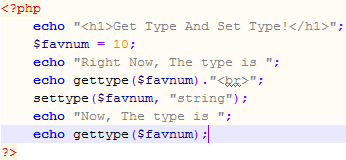 <?php
echo "<h1>Get Type And Set Type!</h1>";
$favnum = 10;
echo "Right Now, The type is ";
echo gettype($favnum)."<br>";
settype($favnum, "string");
echo "Now, The type is ";
echo gettype($favnum);
?>